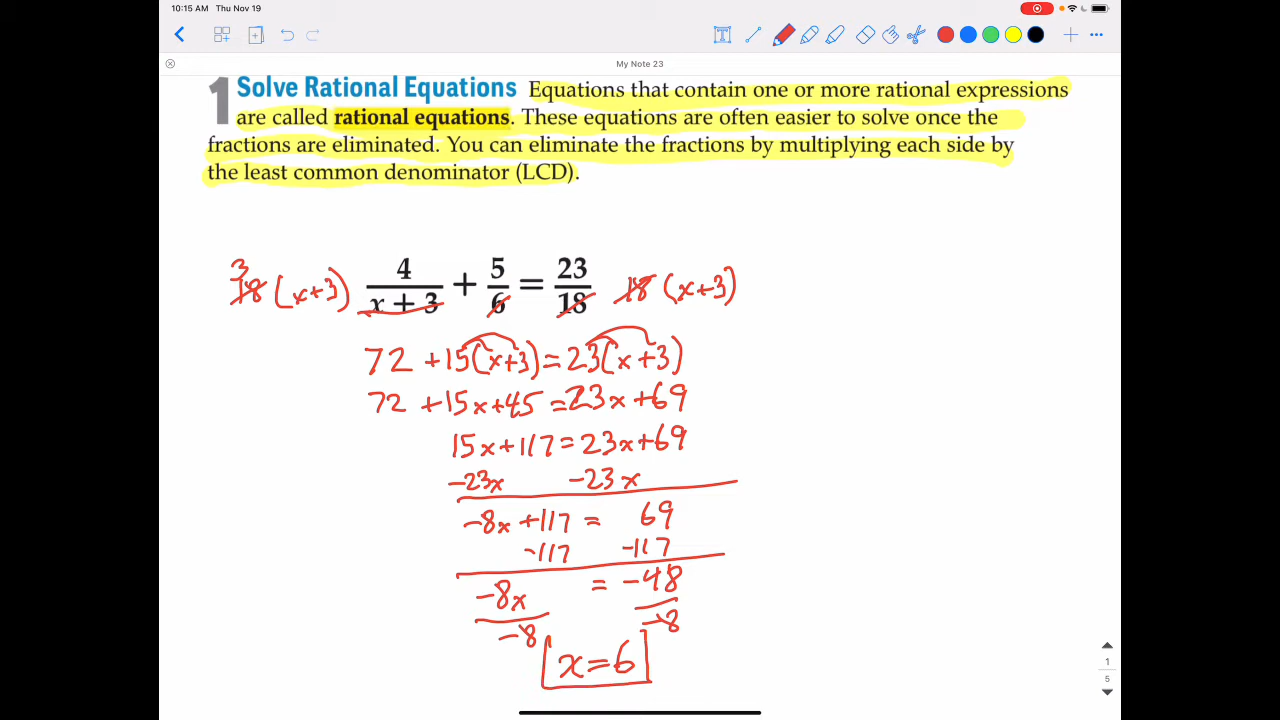 10:15 AM Thu Nov 19
My Note 23
1 Solve Rational Equations Equations that contain one or more rational expressions
are called rational equations. These equations are often easier to solve once the
fractions are eliminated. You can eliminate the fractions by multiplying each side by
the least common denominator (LCD).
3
18 (x+3) 4/(x + 3) + 5/6 = 23/18 18 (x+3)
72 +15(x+3)=23(x+3)
72 +15x+45=23x+69
15x+117=23x+69
-23x -23x
-8x+117 = 69
-117 -117
-8x = -48
-8 -8
x=6
1
5